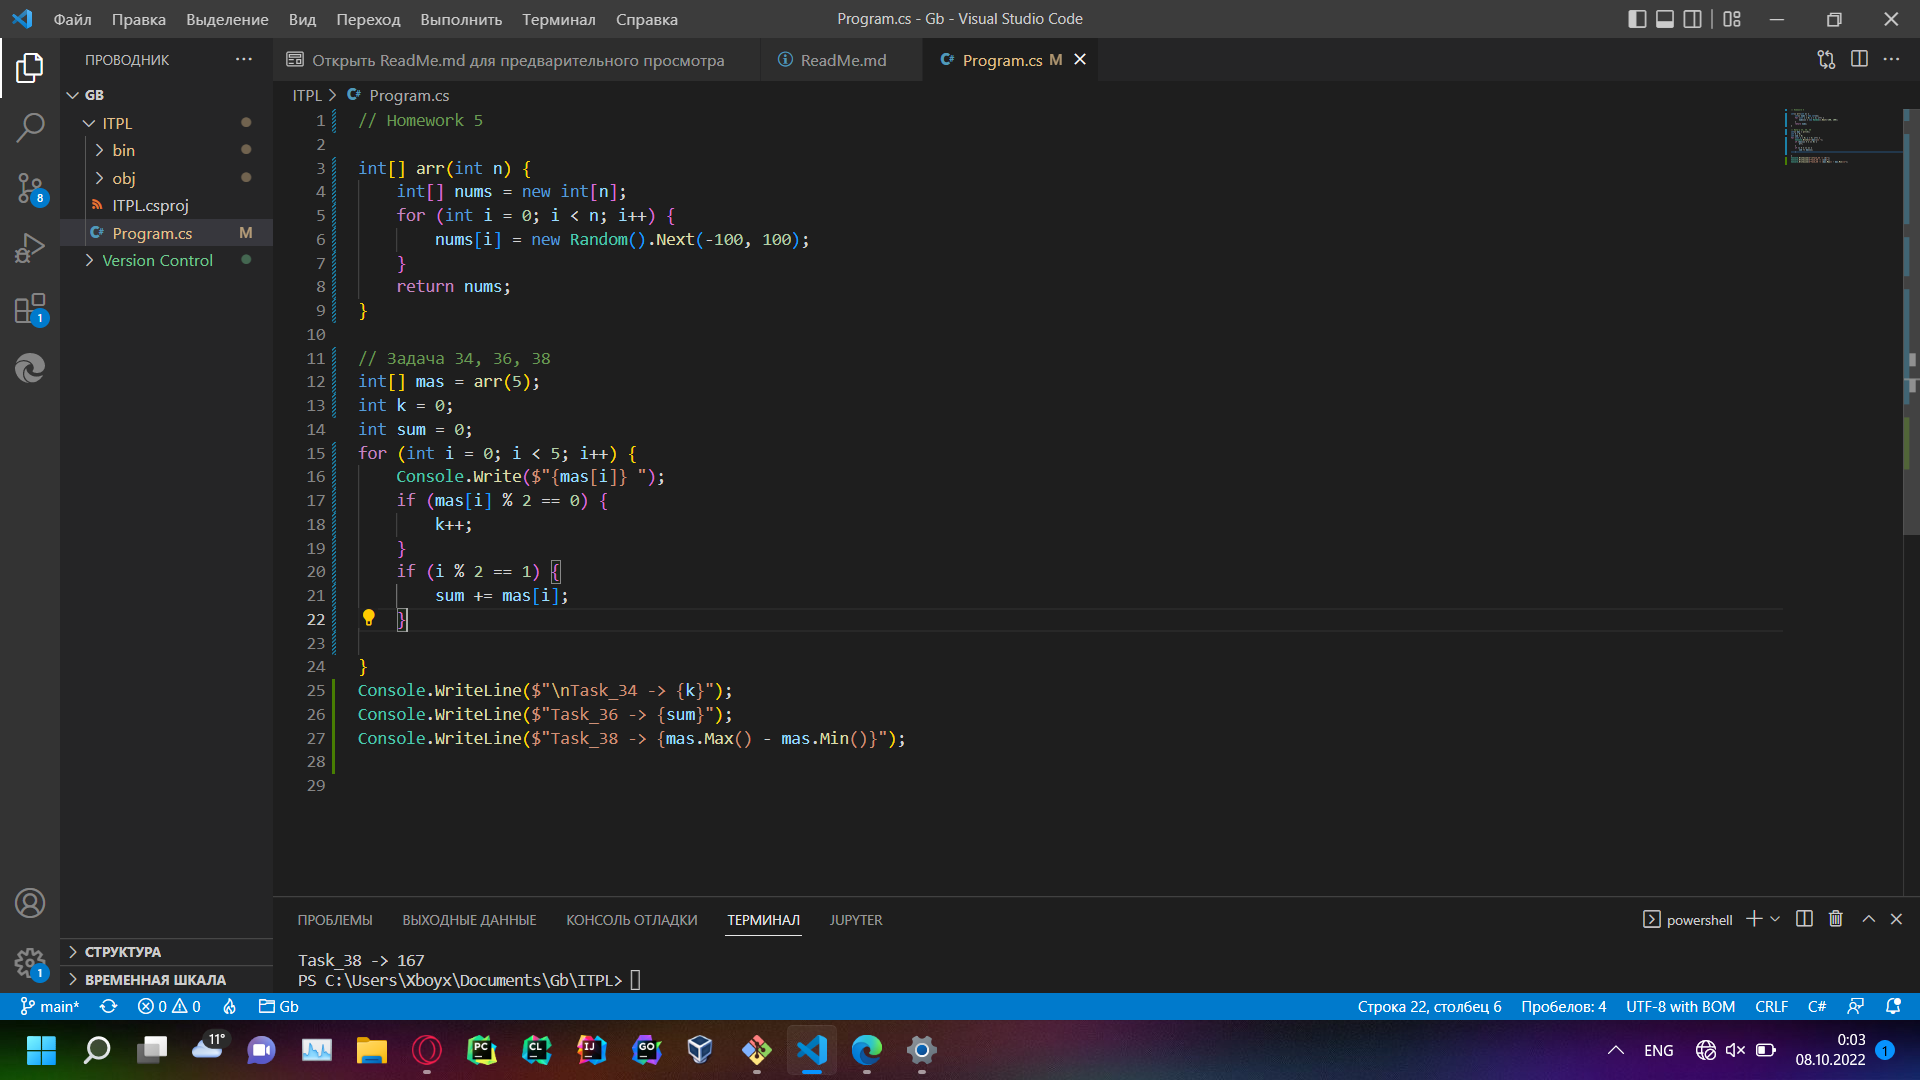 Файл Правка Выделение Вид Переход Выполнить Терминал Справка
Program.cs - Gb - Visual Studio Code
ПРОВОДНИК
GB
ITPL
bin
obj
ITPL.csproj
Program.cs M
Version Control
СТРУКТУРА
ВРЕМЕННАЯ ШКАЛА
8
1
1
Открыть ReadMe.md для предварительного просмотра
ReadMe.md
Program.cs M
ITPL > Program.cs
1 // Homework 5
2
3 int[] arr(int n) {
4 int[] nums = new int[n];
5 for (int i = 0; i < n; i++) {
6 nums[i] = new Random().Next(-100, 100);
7 }
8 return nums;
9 }
10
11 // Задача 34, 36, 38
12 int[] mas = arr(5);
13 int k = 0;
14 int sum = 0;
15 for (int i = 0; i < 5; i++) {
16 Console.Write($"{mas[i]} ");
17 if (mas[i] % 2 == 0) {
18 k++;
19 }
20 if (i % 2 == 1) {
21 sum += mas[i];
22 }
23
24 }
25 Console.WriteLine($"\nTask_34 -> {k}");
26 Console.WriteLine($"Task_36 -> {sum}");
27 Console.WriteLine($"Task_38 -> {mas.Max() - mas.Min()}");
28
29
ПРОБЛЕМЫ ВЫХОДНЫЕ ДАННЫЕ КОНСОЛЬ ОТЛАДКИ ТЕРМИНАЛ JUPYTER
powershell
Task_38 -> 167
PS C:\Users\Xboyx\Documents\Gb\ITPL>
main* 0 0 Gb
Строка 22, столбец 6 Пробелов: 4 UTF-8 with BOM CRLF C#
11°
PC
CL
IJ
GO
ENG
0:03
08.10.2022
1